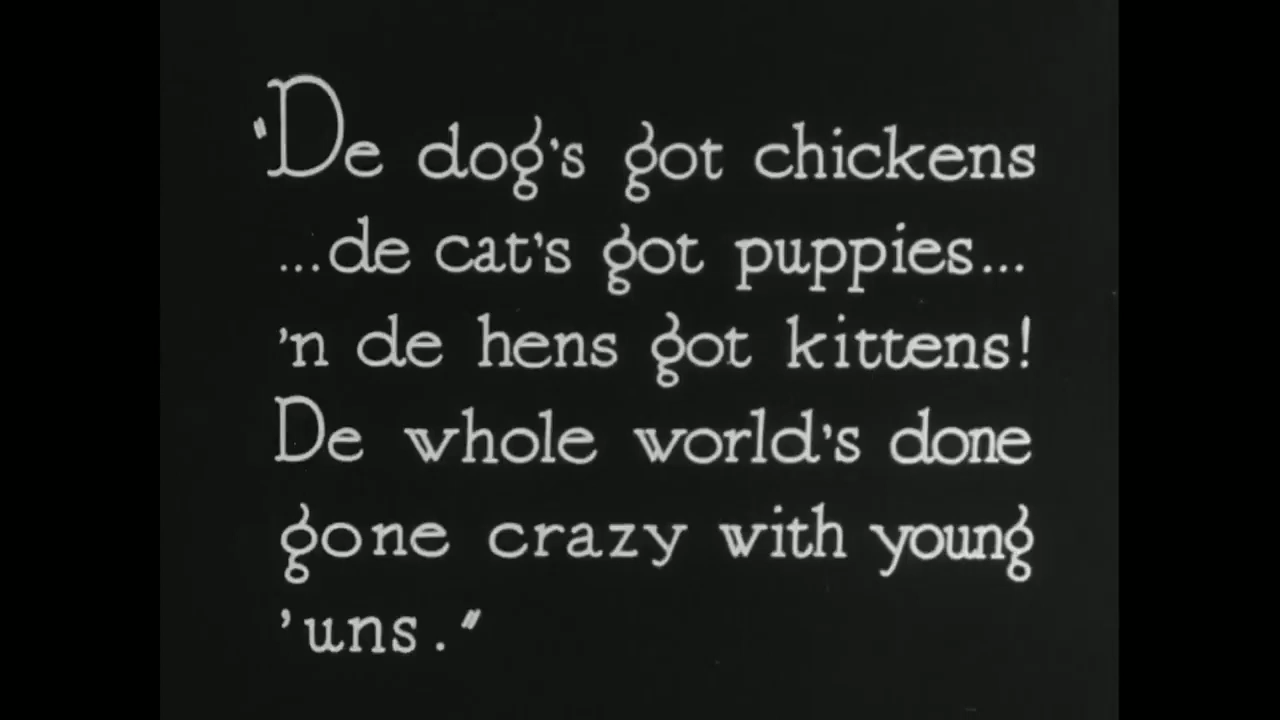 "De dog's got chickens
...de cat's got puppies...
'n de hens got kittens!
De whole world's done
gone crazy with young
'uns."